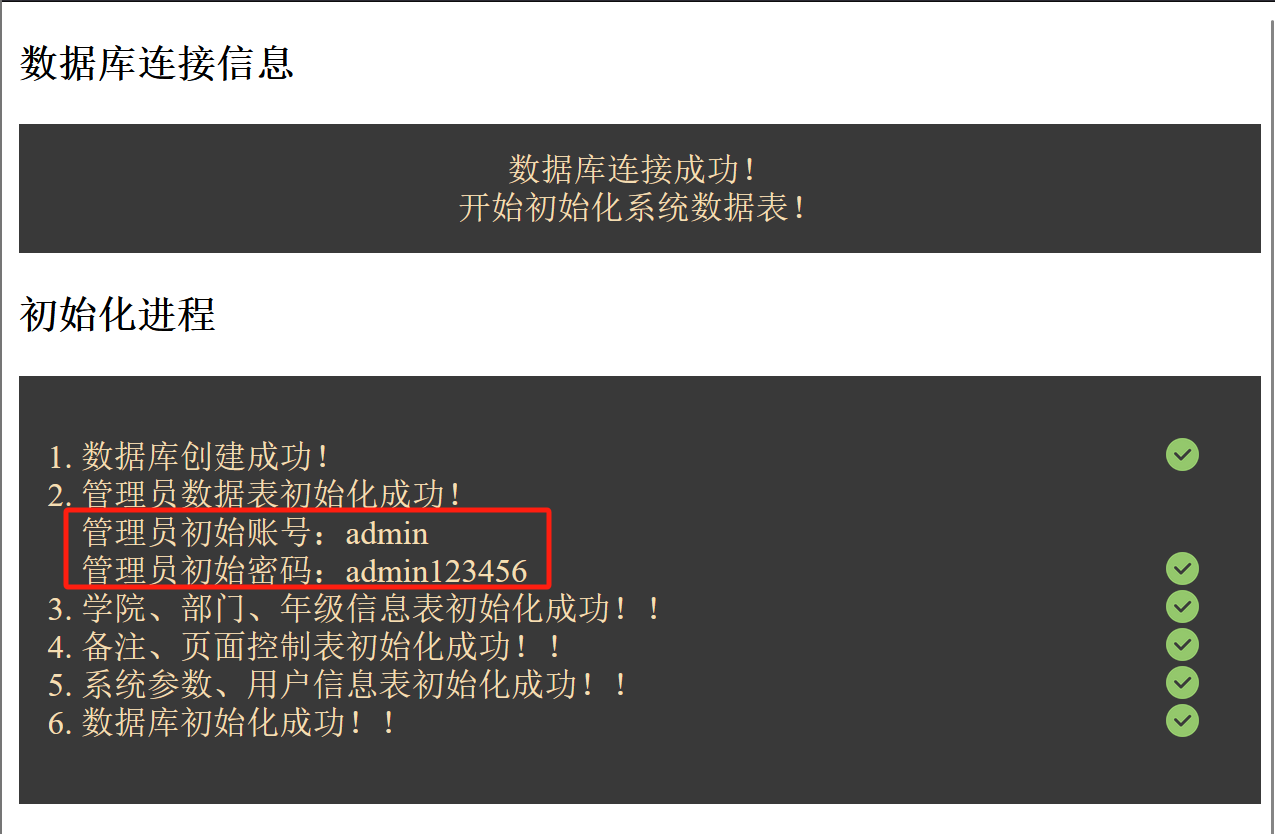 数据库连接信息
数据库连接成功！
开始初始化系统数据表！
初始化进程
1. 数据库创建成功！
2. 管理员数据表初始化成功！
管理员初始账号：admin
管理员初始密码：admin123456
3. 学院、部门、年级信息表初始化成功！！
4. 备注、页面控制表初始化成功！！
5. 系统参数、用户信息表初始化成功！！
6. 数据库初始化成功！！